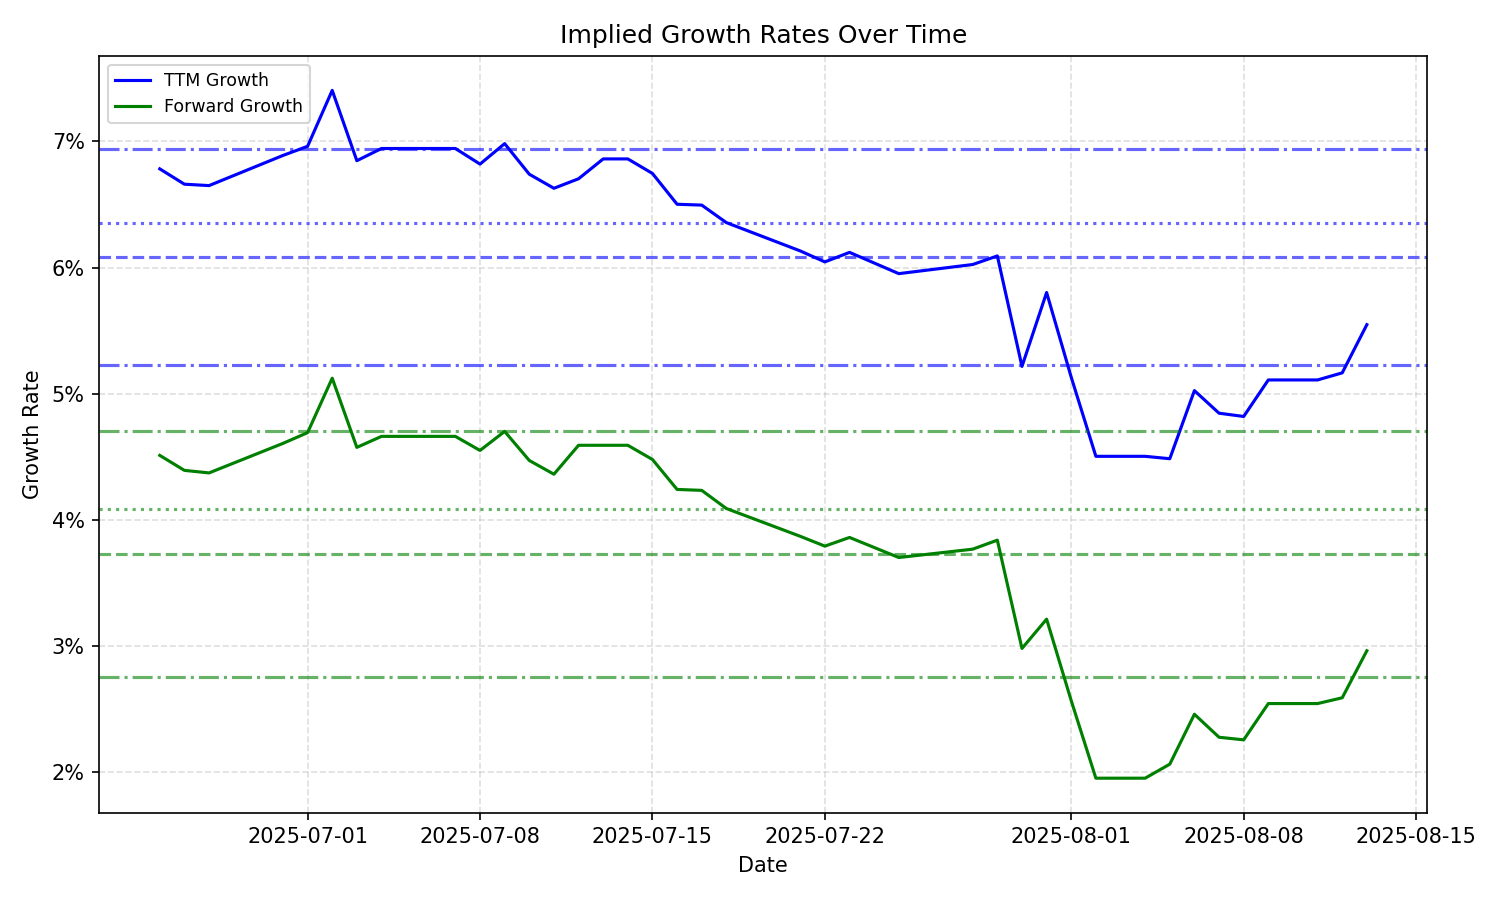 Implied Growth Rates Over Time
TTM Growth
Forward Growth
7%
6%
5%
4%
3%
2%
Growth Rate
2025-07-01
2025-07-08
2025-07-15
2025-07-22
2025-08-01
2025-08-08
2025-08-15
Date